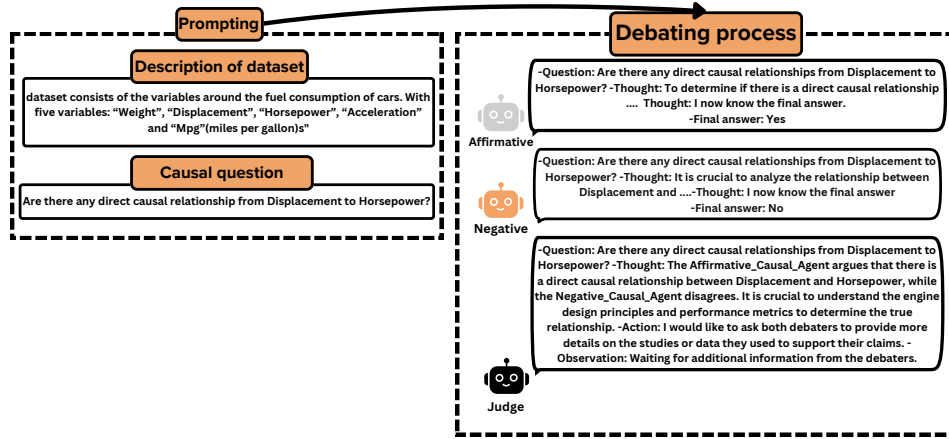 Prompting
Description of dataset
dataset consists of the variables around the fuel consumption of cars. With
five variables: “Weight”, “Displacement”, “Horsepower”, “Acceleration”
and “Mpg”(miles per gallon)s"
Causal question
Are there any direct causal relationship from Displacement to Horsepower?
Debating process
-Question: Are there any direct causal relationships from Displacement to
Horsepower? -Thought: To determine if there is a direct causal relationship
.... Thought: I now know the final answer.
-Final answer: Yes
Affirmative
-Question: Are there any direct causal relationships from Displacement to
Horsepower? -Thought: It is crucial to analyze the relationship between
Displacement and ....-Thought: I now know the final answer
-Final answer: No
Negative
-Question: Are there any direct causal relationships from Displacement to
Horsepower? -Thought: The Affirmative_Causal_Agent argues that there is
a direct causal relationship between Displacement and Horsepower, while
the Negative_Causal_Agent disagrees. It is crucial to understand the engine
design principles and performance metrics to determine the true
relationship. -Action: I would like to ask both debaters to provide more
details on the studies or data they used to support their claims. -
Observation: Waiting for additional information from the debaters.
Judge